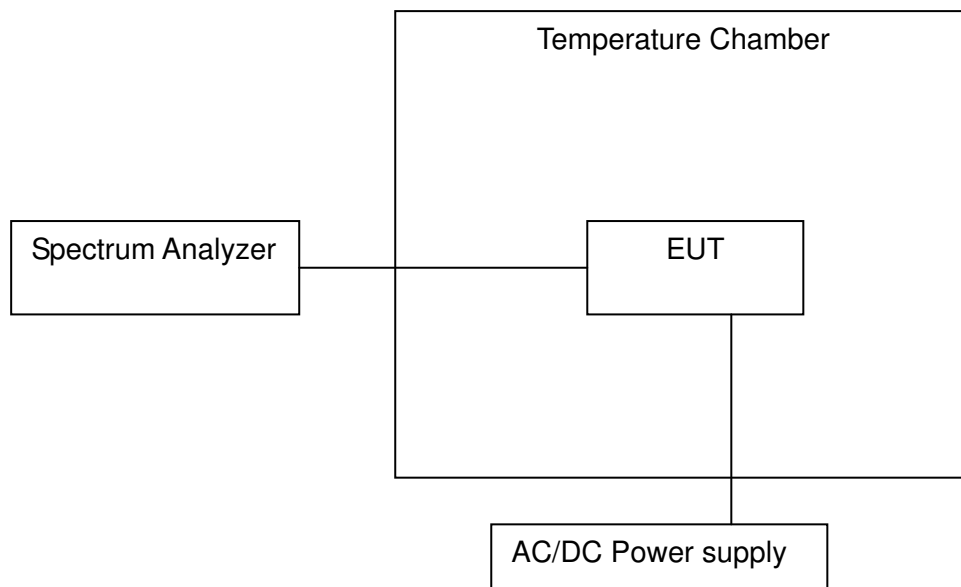 Temperature Chamber
Spectrum Analyzer
EUT
AC/DC Power supply